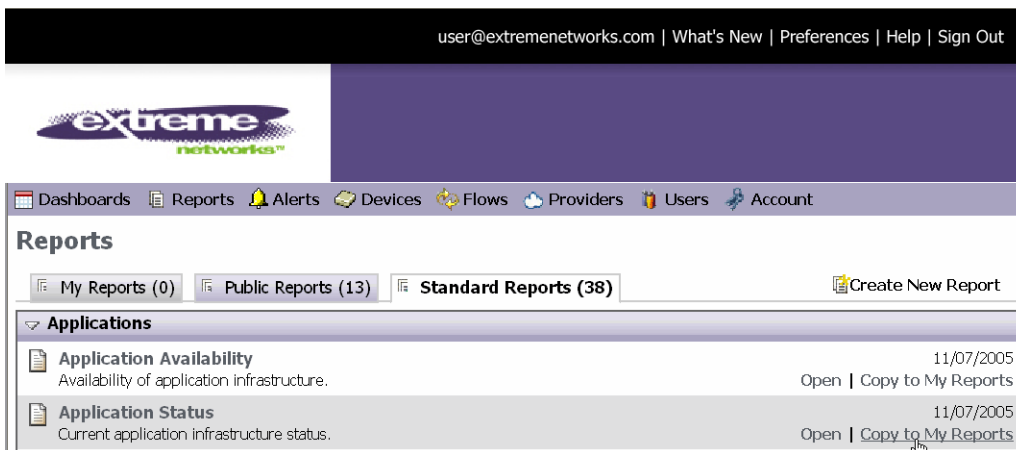 user@extremenetworks.com | What's New | Preferences | Help | Sign Out
extreme
networks™
Dashboards Reports Alerts Devices Flows Providers Users Account
Reports
My Reports (0) Public Reports (13) Standard Reports (38) Create New Report
Applications
Application Availability 11/07/2005
Availability of application infrastructure. Open | Copy to My Reports
Application Status 11/07/2005
Current application infrastructure status. Open | Copy to My Reports